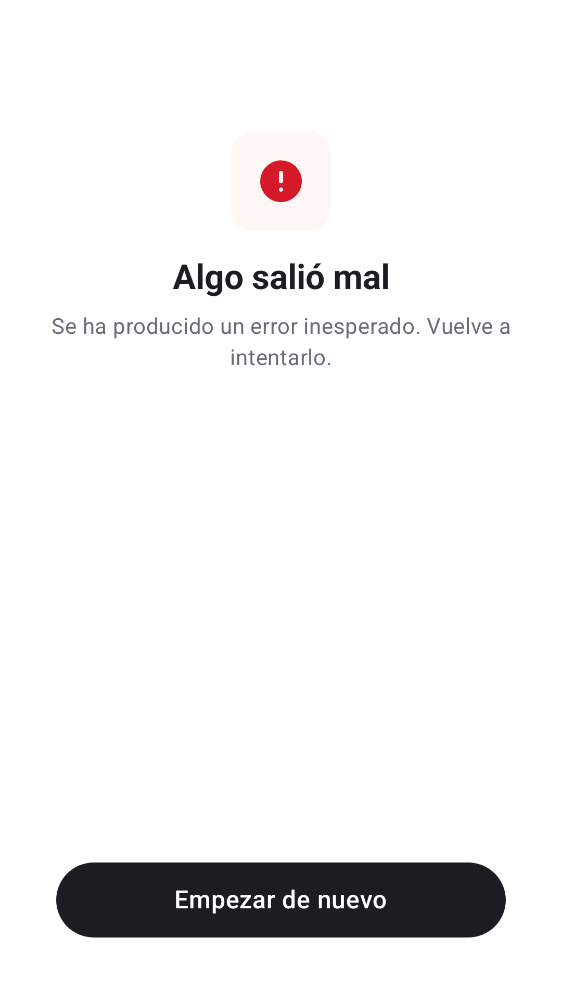 Algo salió mal
Se ha producido un error inesperado. Vuelve a
intentarlo.
Empezar de nuevo